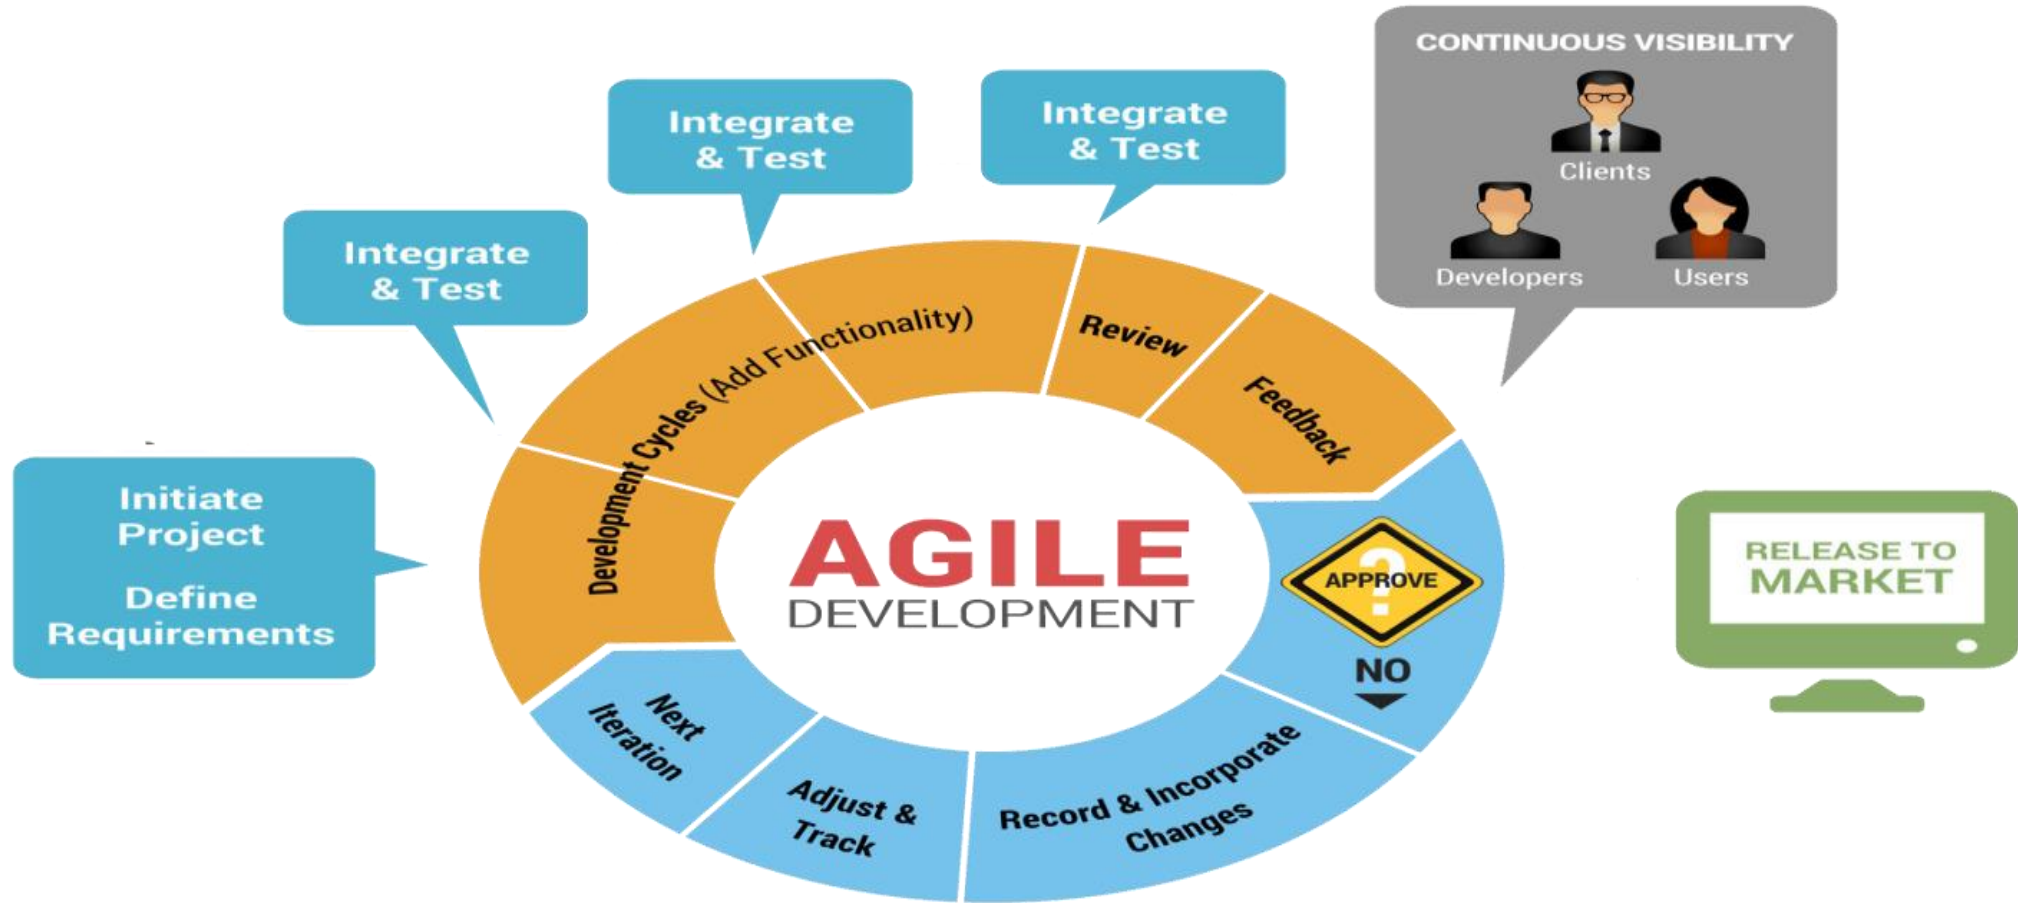 CONTINUOUS VISIBILITY
Clients
Developers
Users
Integrate
& Test
Integrate
& Test
Integrate
& Test
Initiate
Project
Define
Requirements
Development Cycles (Add Functionality)
Review
Feedback
?
APPROVE
NO
Record & Incorporate
Changes
Adjust &
Track
Next
Iteration
AGILE
DEVELOPMENT
RELEASE TO
MARKET